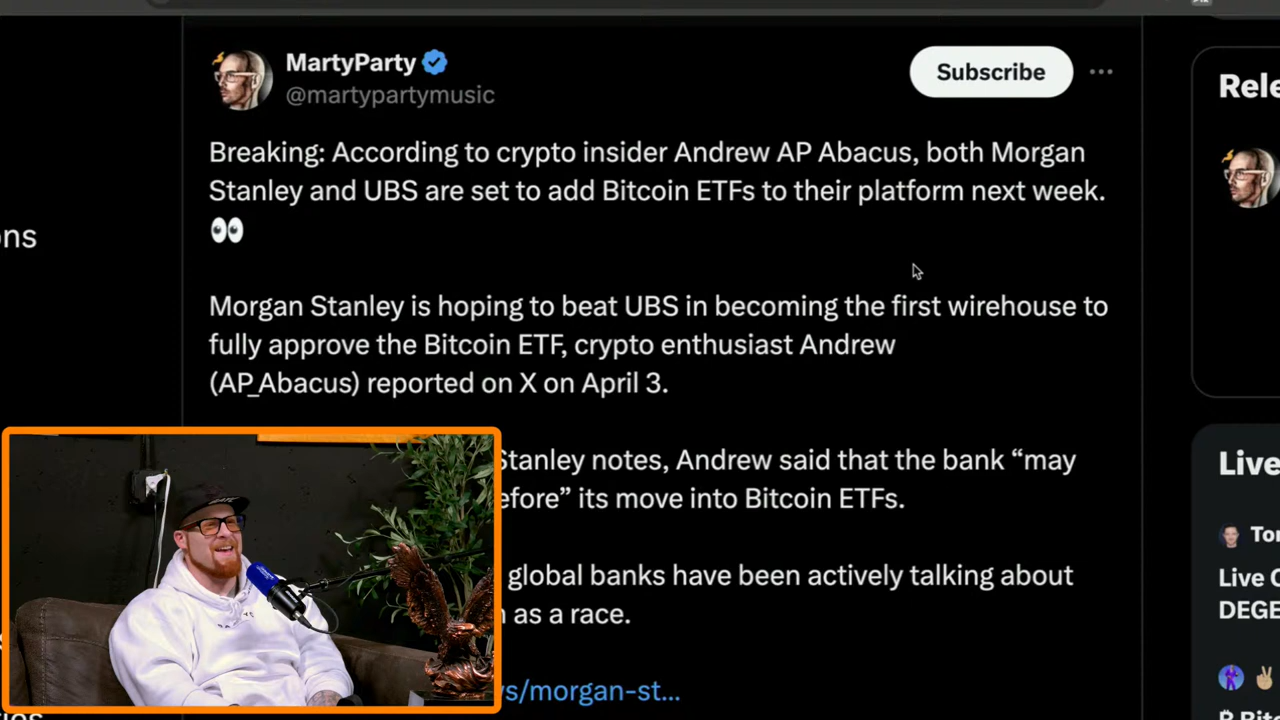 MartyParty
@martypartymusic
Subscribe
Breaking: According to crypto insider Andrew AP Abacus, both Morgan
Stanley and UBS are set to add Bitcoin ETFs to their platform next week.
👀
Morgan Stanley is hoping to beat UBS in becoming the first wirehouse to
fully approve the Bitcoin ETF, crypto enthusiast Andrew
(AP_Abacus) reported on X on April 3.
Stanley notes, Andrew said that the bank “may
efore” its move into Bitcoin ETFs.
global banks have been actively talking about
as a race.
s/morgan-st...
ons
Rele
Live
Tor
Live C
DEGE